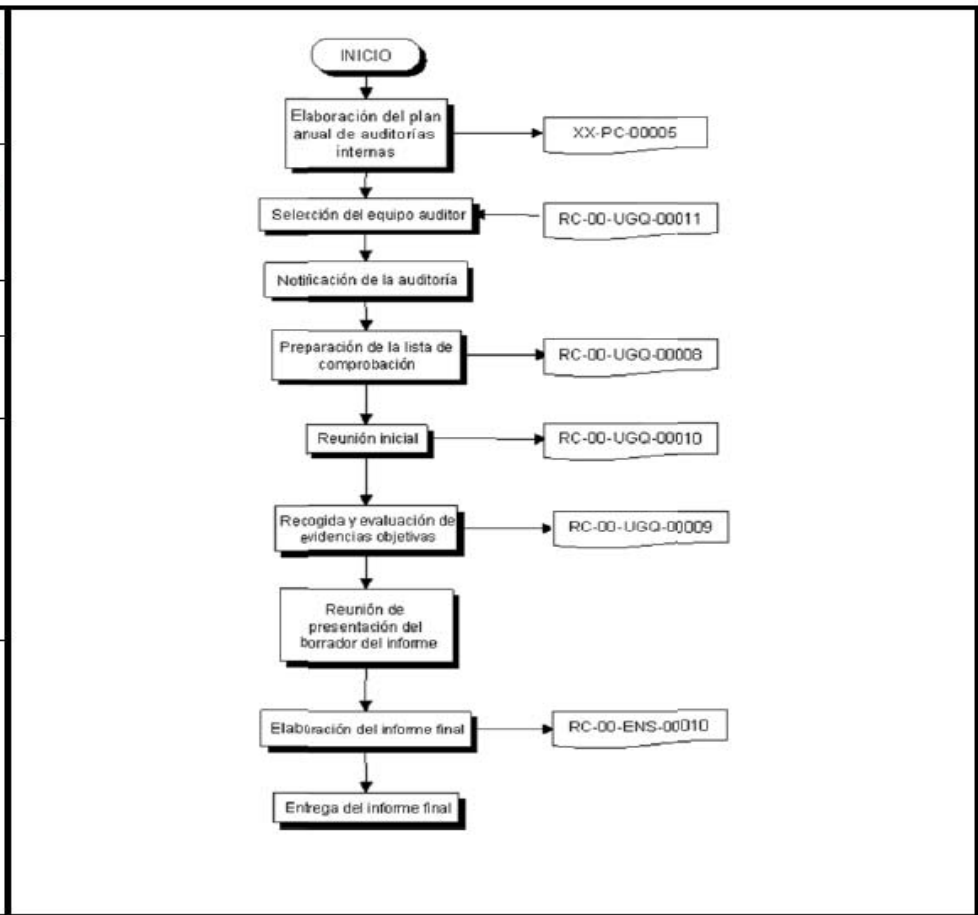 INICIO
Elaboración del plan
anual de auditorías
internas
XX-PC-00005
Selección del equipo auditor
RC-00-UGQ-00011
Notificación de la auditoría
Preparación de la lista de
comprobación
RC-00-UGQ-00008
Reunión inicial
RC-00-UGQ-00010
Recogida y evaluación de
evidencias objetivas
RC-00-UGQ-00009
Reunión de
presentación del
borrador del informe
Elaboración del informe final
RC-00-ENS-00010
Entrega del informe final